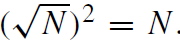 (√N)² = N.